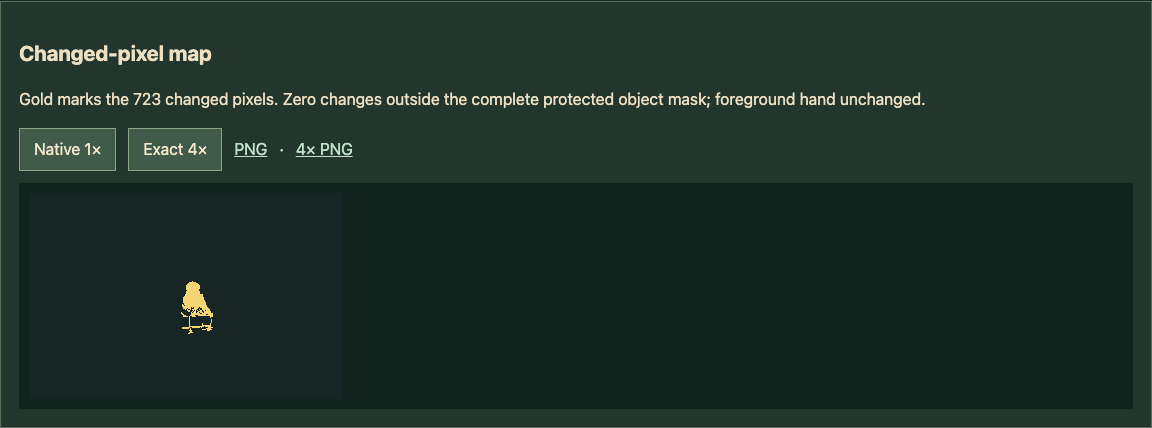 Changed-pixel map
Gold marks the 723 changed pixels. Zero changes outside the complete protected object mask; foreground hand unchanged.
Native 1× Exact 4× PNG · 4× PNG